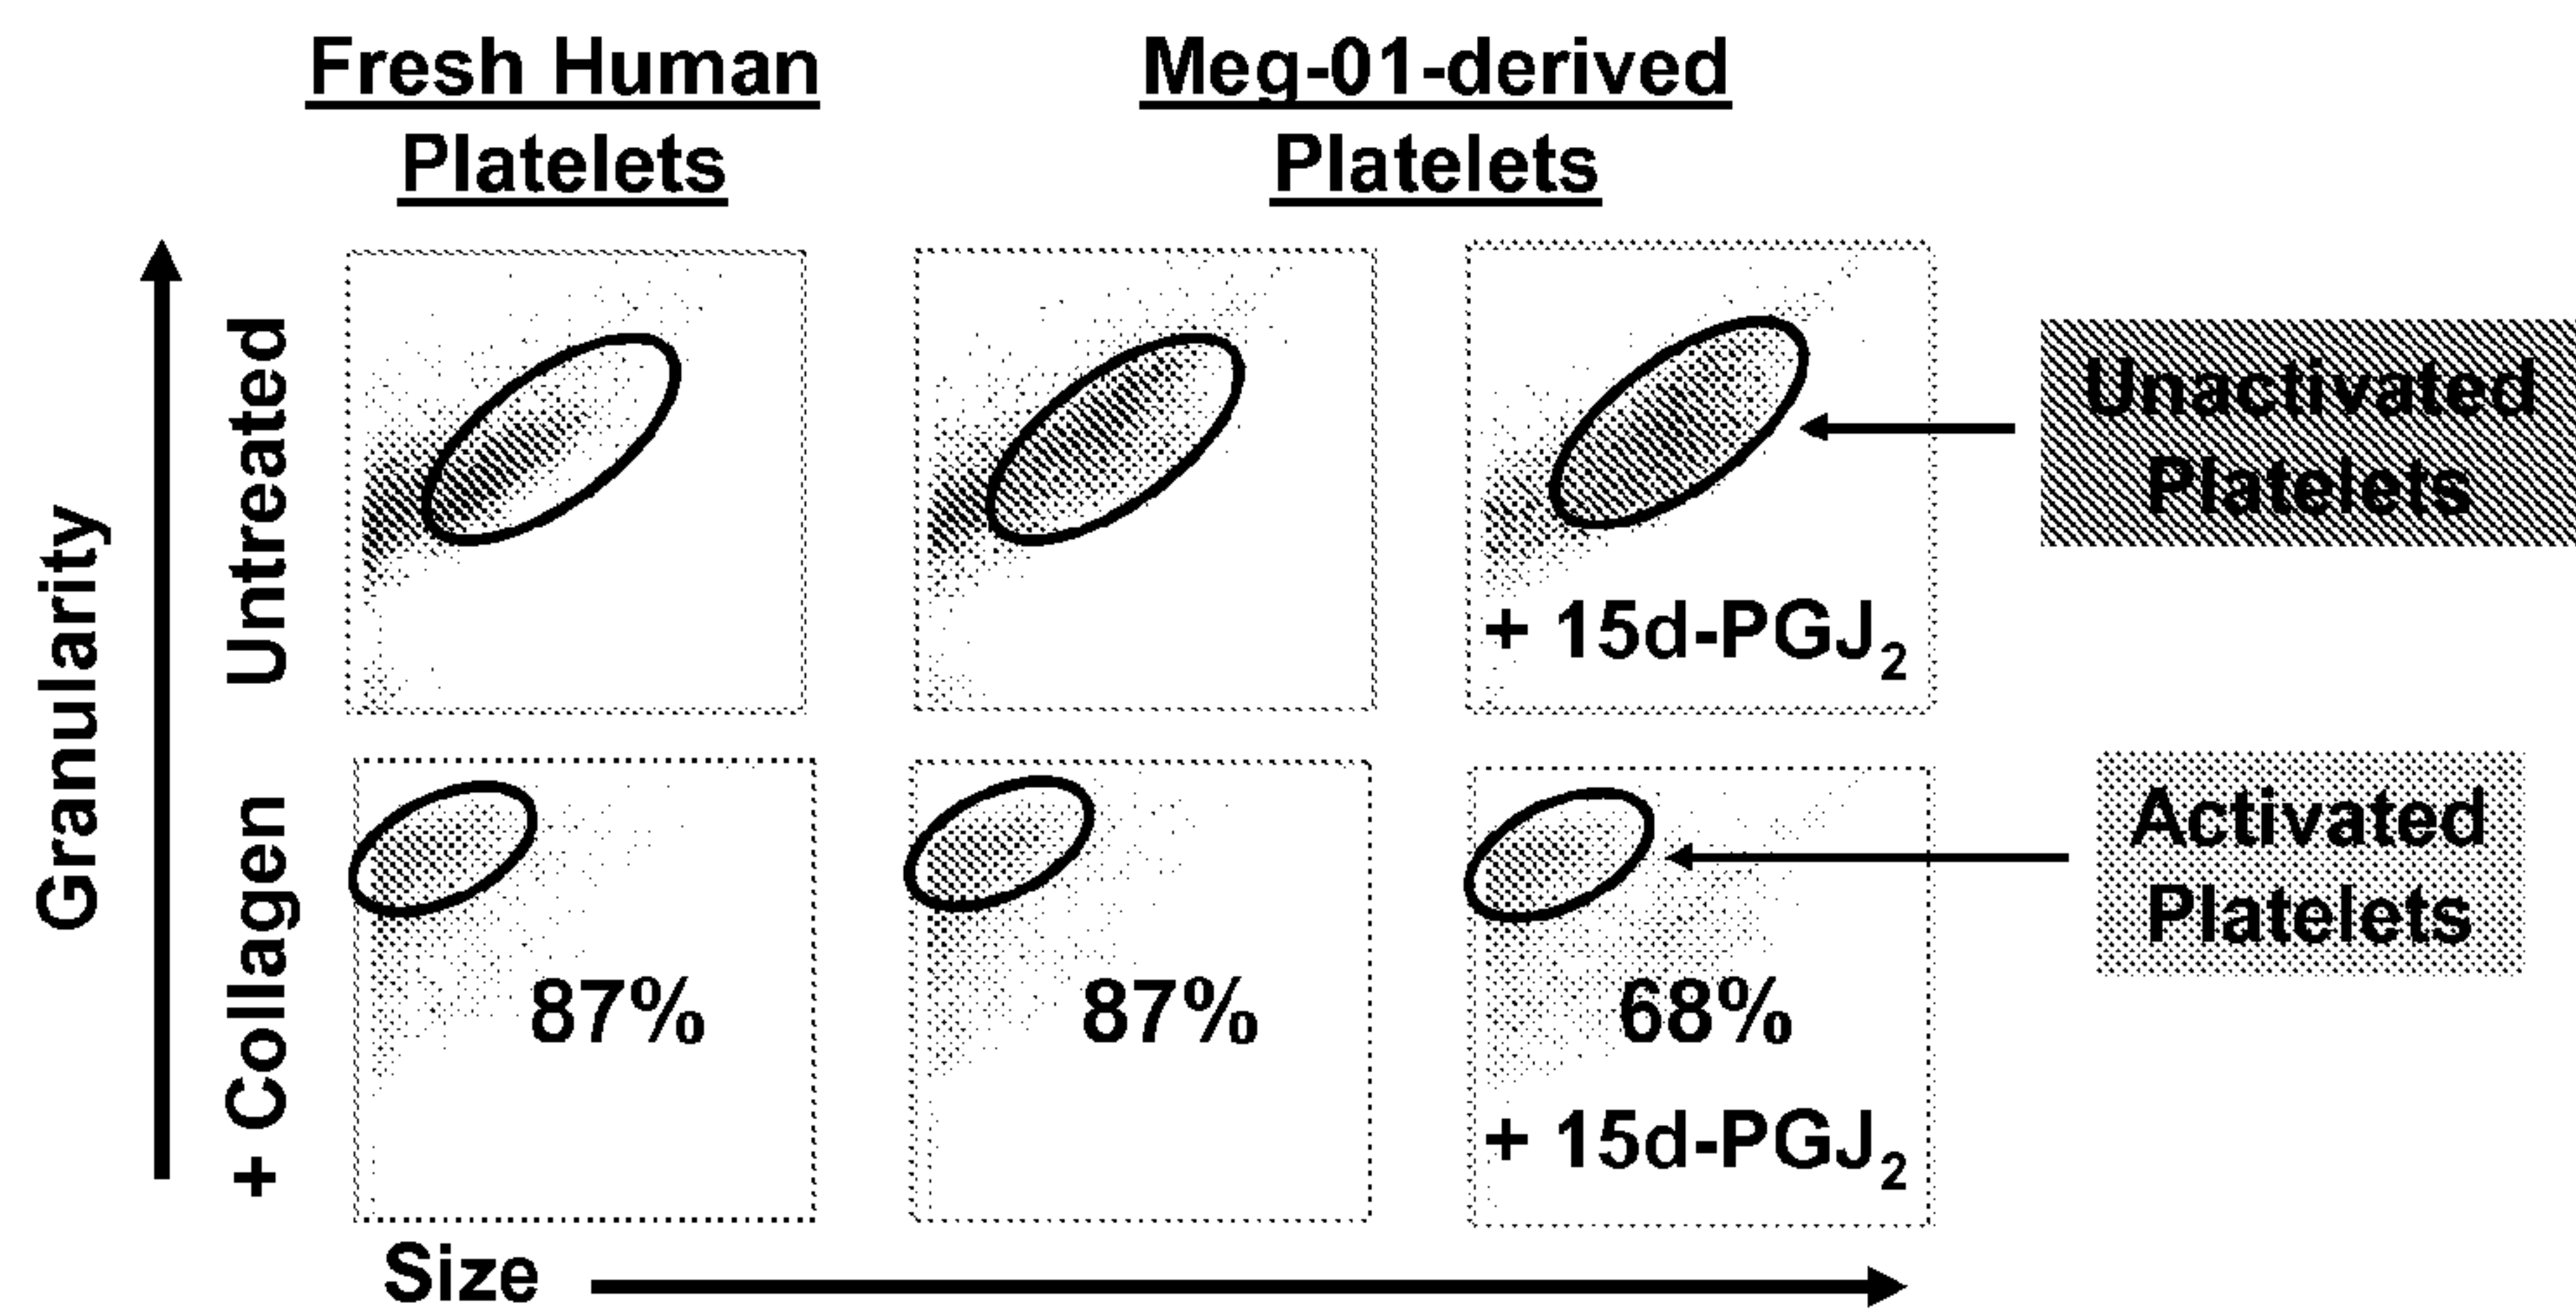 Fresh Human
Platelets
Meg-01-derived
Platelets
Granularity
Untreated
+ 15d-PGJ₂
Unactivated
Platelets
+ Collagen
87%
87%
68%
+ 15d-PGJ₂
Activated
Platelets
Size